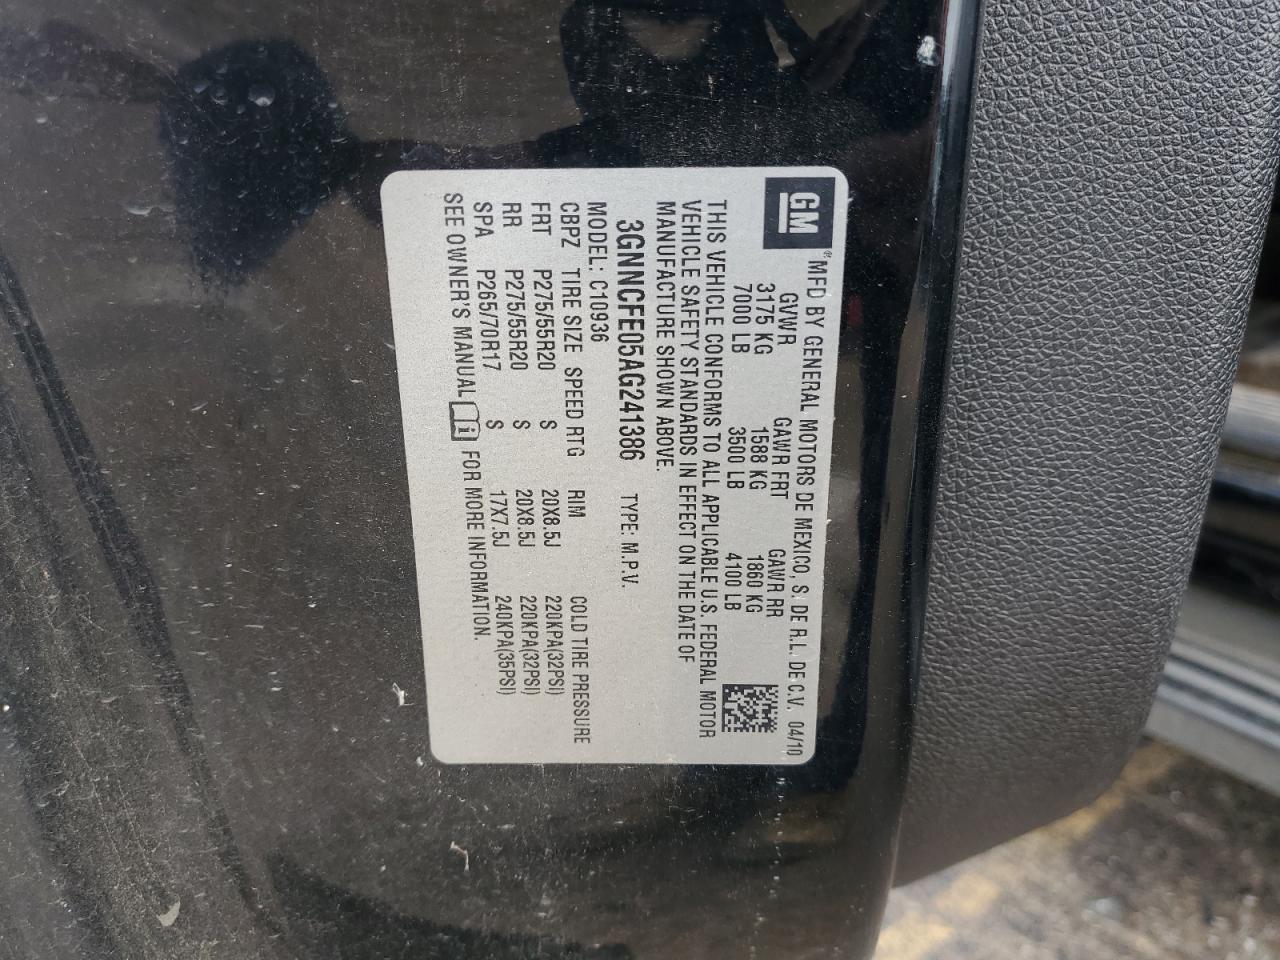 GM
® MFD BY GENERAL MOTORS DE MEXICO, S. DE R.L. DE C.V. 04/10
GVWR GAWR FRT GAWR RR
3175 KG 1588 KG 1860 KG
7000 LB 3500 LB 4100 LB
THIS VEHICLE CONFORMS TO ALL APPLICABLE U.S. FEDERAL MOTOR
VEHICLE SAFETY STANDARDS IN EFFECT ON THE DATE OF
MANUFACTURE SHOWN ABOVE.
3GNNCFE05AG241386 TYPE: M.P.V.
MODEL: C10936
CBPZ TIRE SIZE SPEED RTG RIM COLD TIRE PRESSURE
FRT P275/55R20 S 20X8.5J 220KPA(32PSI)
RR P275/55R20 S 20X8.5J 220KPA(32PSI)
SPA P265/70R17 S 17X7.5J 240KPA(35PSI)
SEE OWNER'S MANUAL i FOR MORE INFORMATION.